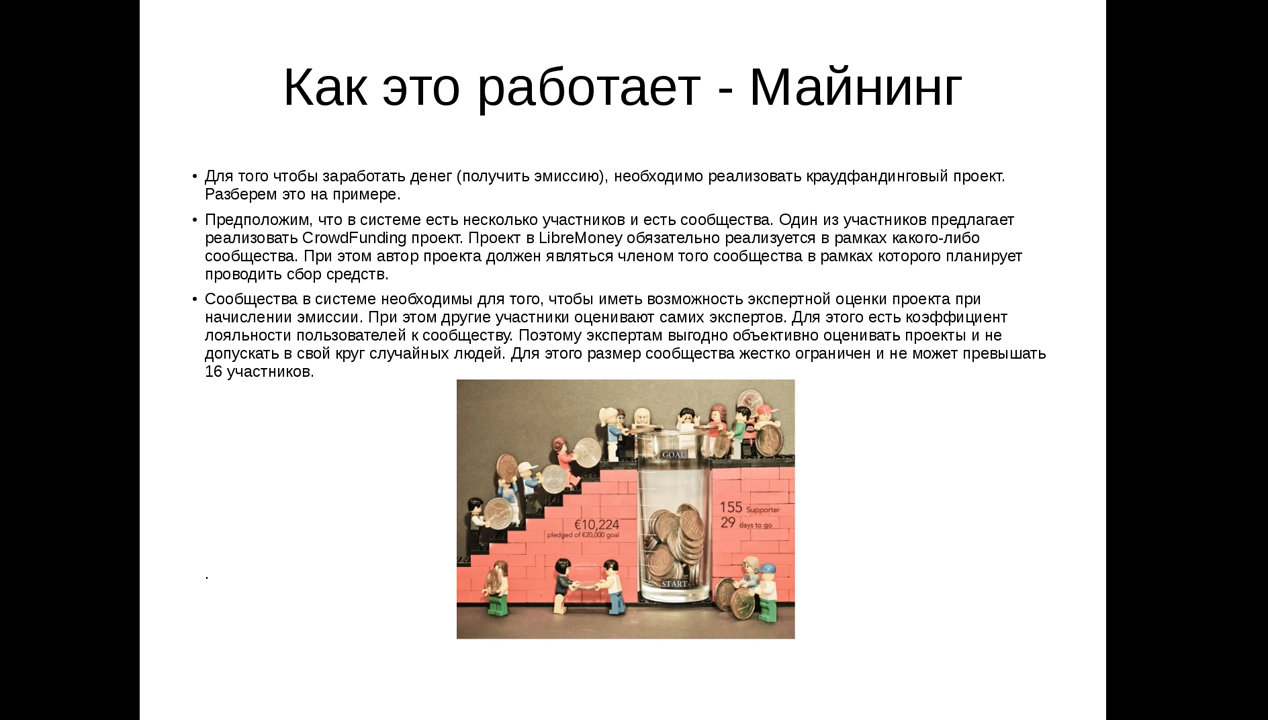 Как это работает - Майнинг
• Для того чтобы заработать денег (получить эмиссию), необходимо реализовать краудфандинговый проект.
Разберем это на примере.
• Предположим, что в системе есть несколько участников и есть сообщества. Один из участников предлагает
реализовать CrowdFunding проект. Проект в LibreMoney обязательно реализуется в рамках какого-либо
сообщества. При этом автор проекта должен являться членом того сообщества в рамках которого планирует
проводить сбор средств.
• Сообщества в системе необходимы для того, чтобы иметь возможность экспертной оценки проекта при
начислении эмиссии. При этом другие участники оценивают самих экспертов. Для этого есть коэффициент
лояльности пользователей к сообществу. Поэтому экспертам выгодно объективно оценивать проекты и не
допускать в свой круг случайных людей. Для этого размер сообщества жестко ограничен и не может превышать
16 участников.
GOAL
€10,224
pledged of €20,000 goal
155 Supporter
29 days to go
START
.